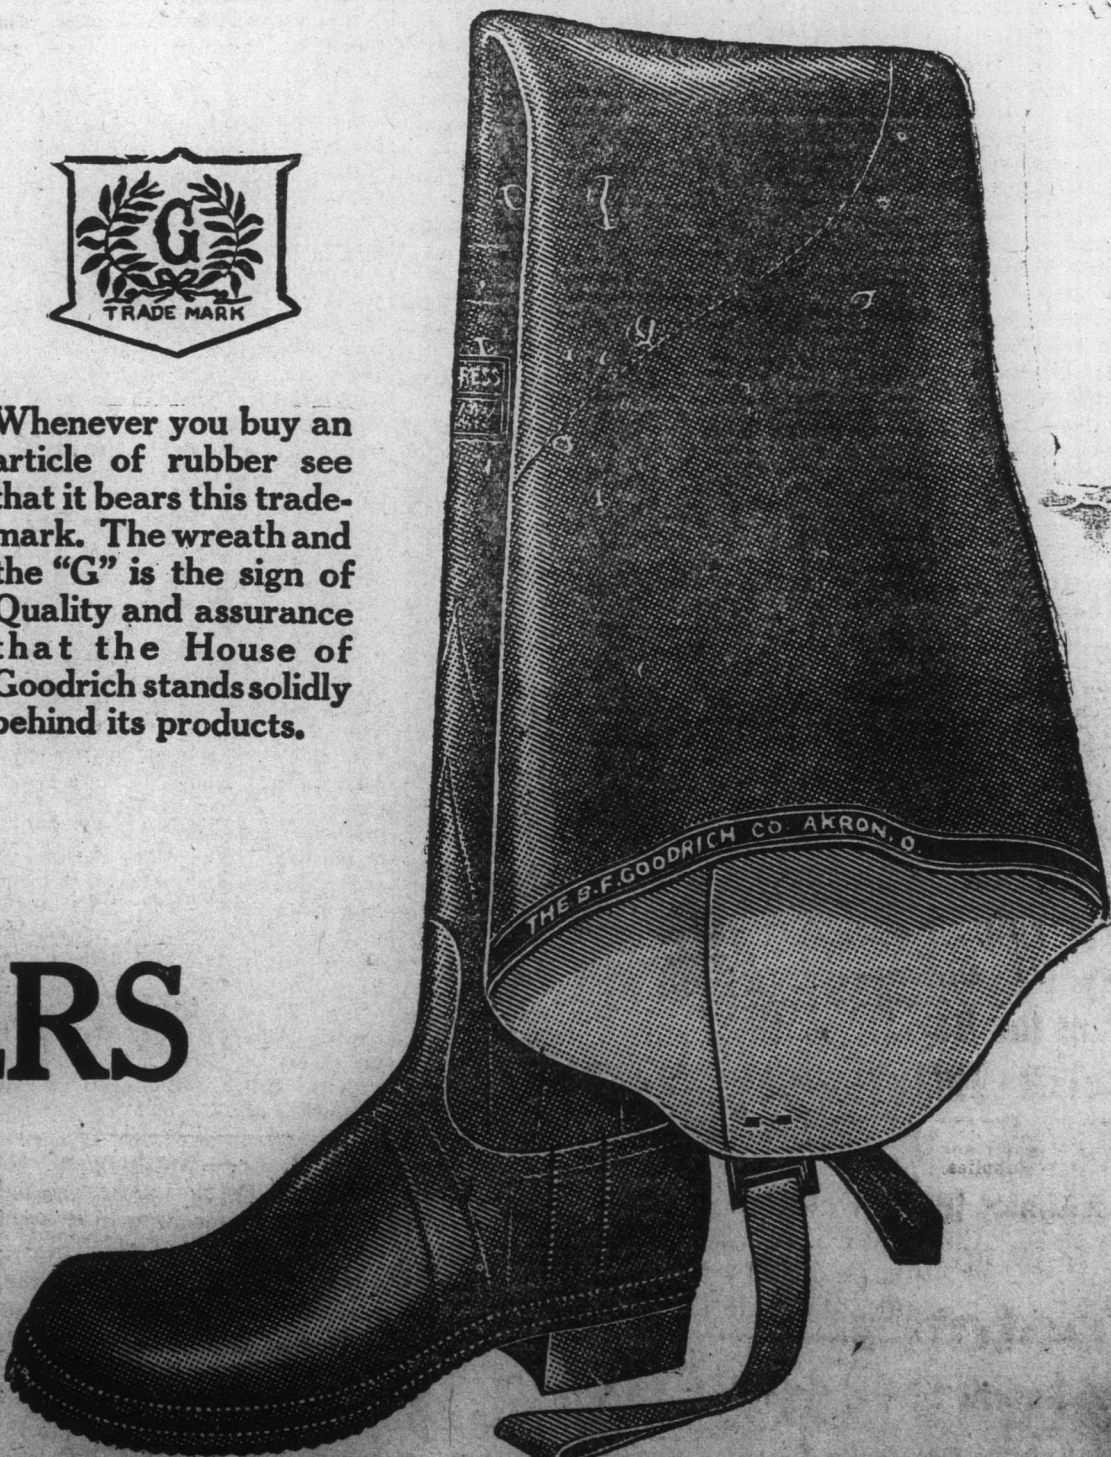 G
TRADE MARK
Whenever you buy an
article of rubber see
that it bears this trade-
mark. The wreath and
the “G” is the sign of
Quality and assurance
that the House of
Goodrich stands solidly
behind its products.
RESS
THE B.F. GOODRICH CO. AKRON, O.
RS